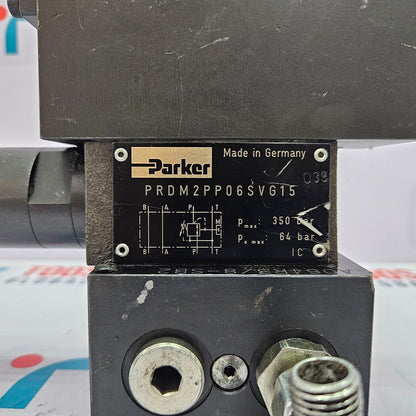 Parker
Made in Germany
039
PRDM2PP06SVG15
B A P T
pmax: 350 bar
pe max: 64 bar
B A P T
IC